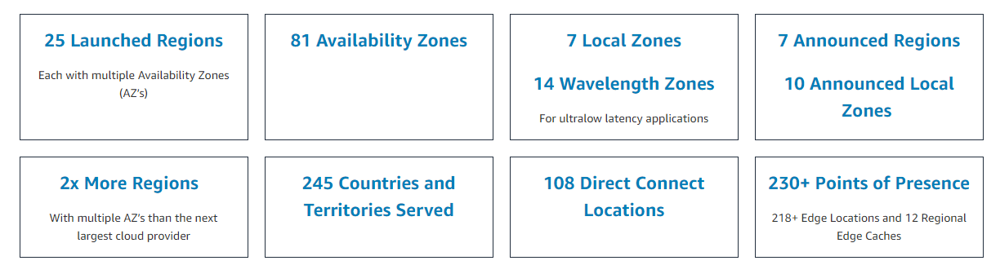 25 Launched Regions
Each with multiple Availability Zones
(AZ's)
81 Availability Zones
7 Local Zones
14 Wavelength Zones
For ultralow latency applications
7 Announced Regions
10 Announced Local
Zones
2x More Regions
With multiple AZ's than the next
largest cloud provider
245 Countries and
Territories Served
108 Direct Connect
Locations
230+ Points of Presence
218+ Edge Locations and 12 Regional
Edge Caches